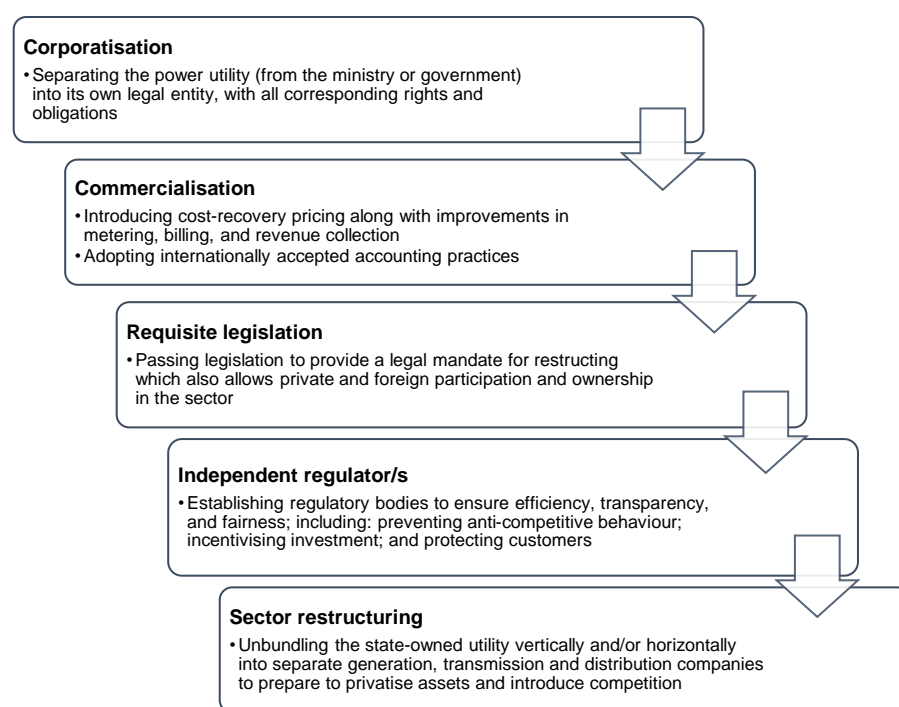 Corporatisation
• Separating the power utility (from the ministry or government)
into its own legal entity, with all corresponding rights and
obligations
Commercialisation
• Introducing cost-recovery pricing along with improvements in
metering, billing, and revenue collection
• Adopting internationally accepted accounting practices
Requisite legislation
• Passing legislation to provide a legal mandate for restructing
which also allows private and foreign participation and ownership
in the sector
Independent regulator/s
• Establishing regulatory bodies to ensure efficiency, transparency,
and fairness; including: preventing anti-competitive behaviour;
incentivising investment; and protecting customers
Sector restructuring
• Unbundling the state-owned utility vertically and/or horizontally
into separate generation, transmission and distribution companies
to prepare to privatise assets and introduce competition